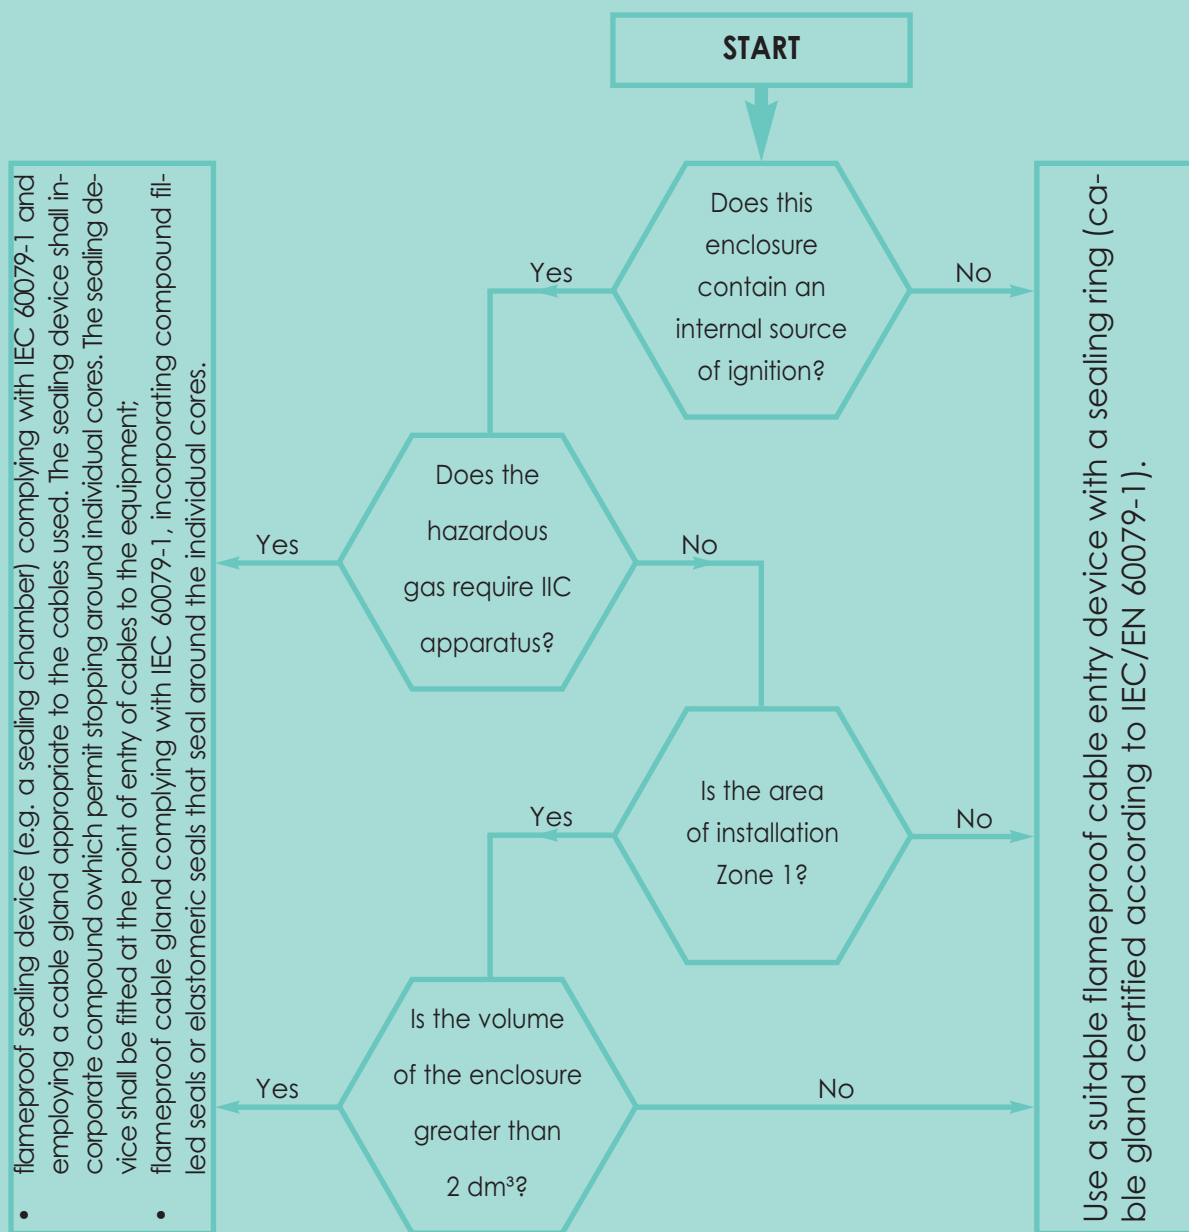 START
Does this
enclosure
contain an
internal source
of ignition?
Yes
No
Does the
hazardous
gas require IIC
apparatus?
Yes
No
Is the area
of installation
Zone 1?
Yes
No
Is the volume
of the enclosure
greater than
2 dm³?
Yes
No
• flameproof sealing device (e.g. a sealing chamber) complying with IEC 60079-1 and
employing a cable gland appropriate to the cables used. The sealing device shall in-
corporate compound owhich permit stopping around individual cores. The sealing de-
vice shall be fitted at the point of entry of cables to the equipment;
• flameproof cable gland complying with IEC 60079-1, incorporating compound fil-
led seals or elastomeric seals that seal around the individual cores.
Use a suitable flameproof cable entry device with a sealing ring (ca-
ble gland certified according to IEC/EN 60079-1).